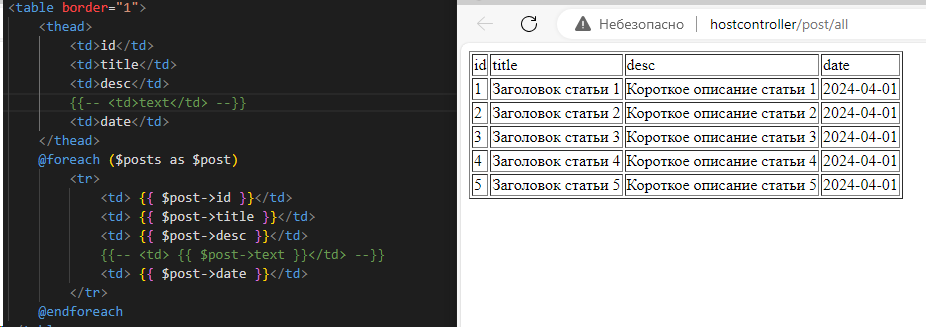 <table border="1">
<thead>
<td>id</td>
<td>title</td>
<td>desc</td>
{{-- <td>text</td> --}}
<td>date</td>
</thead>
@foreach ($posts as $post)
<tr>
<td> {{ $post->id }}</td>
<td> {{ $post->title }}</td>
<td> {{ $post->desc }}</td>
{{-- <td> {{ $post->text }}</td> --}}
<td> {{ $post->date }}</td>
</tr>
@endforeach
</table>
Небезопасно hostcontroller/post/all
id title desc date
1 Заголовок статьи 1 Короткое описание статьи 1 2024-04-01
2 Заголовок статьи 2 Короткое описание статьи 2 2024-04-01
3 Заголовок статьи 3 Короткое описание статьи 3 2024-04-01
4 Заголовок статьи 4 Короткое описание статьи 4 2024-04-01
5 Заголовок статьи 5 Короткое описание статьи 5 2024-04-01